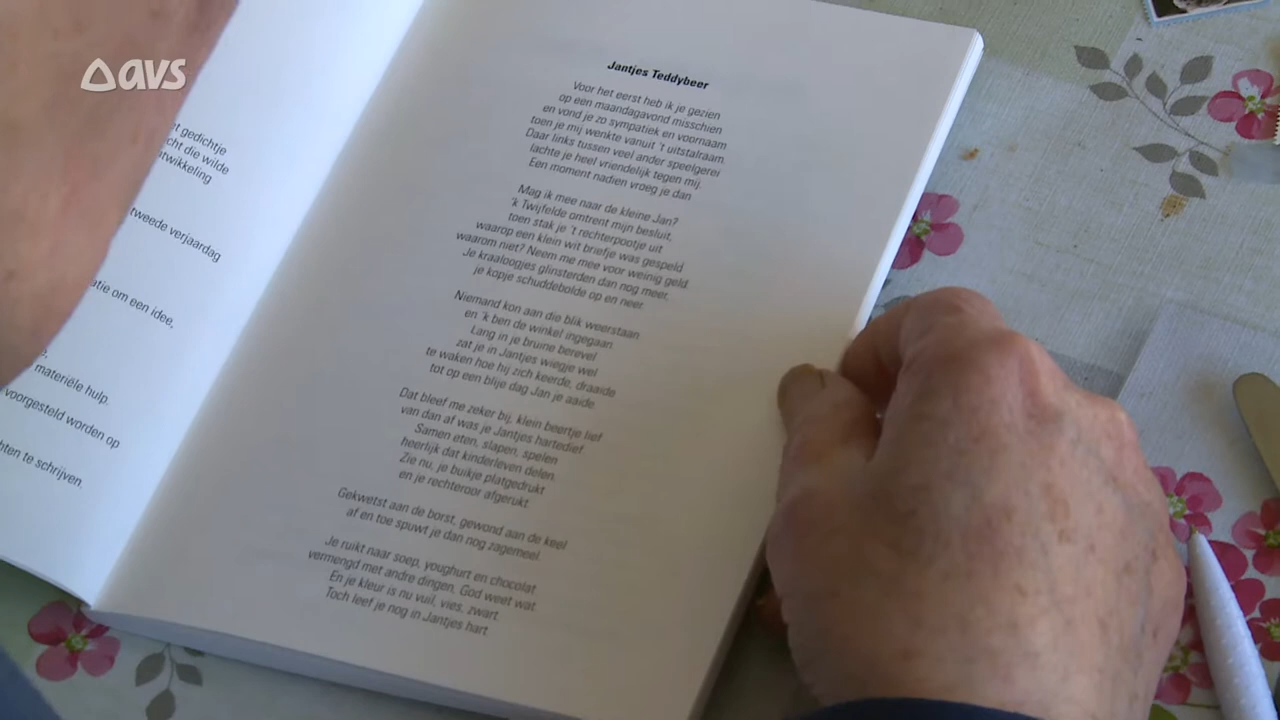 avs
et gedichtje
cht die wilde
ntwikkeling
tweede verjaardag
atie om een idee,
e.
materiële hulp.
voorgesteld worden op
hten te schrijven.
Jantjes Teddybeer
Voor het eerst heb ik je gezien
op een maandagavond misschien
en vond je zo sympatiek en voornaam
toen je mij wenkte vanuit 't uitstalraam.
Daar links tussen veel ander speelgerei
lachte je heel vriendelijk tegen mij.
Een moment nadien vroeg je dan
Mag ik mee naar de kleine Jan?
'k Twijfelde omtrent mijn besluit,
toen stak je 't rechterpootje uit
waarop een klein wit briefje was gespeld
waarom niet? Neem me mee voor weinig geld.
Je kraaloogjes glinsterden dan nog meer,
je kopje schuddebolde op en neer.
Niemand kon aan die blik weerstaan
en 'k ben de winkel ingegaan.
Lang in je bruine berevel
zat je in Jantjes wiegje wel
te waken hoe hij zich keerde, draaide
tot op een blije dag Jan je aaide.
Dat bleef me zeker bij, klein beertje lief
van dan af was je Jantjes hartedief
Samen eten, slapen, spelen
heerlijk dat kinderleven delen.
Zie nu, je buikje platgedrukt
en je rechteroor afgerukt.
Gekwetst aan de borst, gewond aan de keel
af en toe spuwt je dan nog zagemeel.
Je ruikt naar soep, youghurt en chocolat
vermengd met andre dingen, God weet wat
En je kleur is nu vuil, vies, zwart.
Toch leef je nog in Jantjes hart.